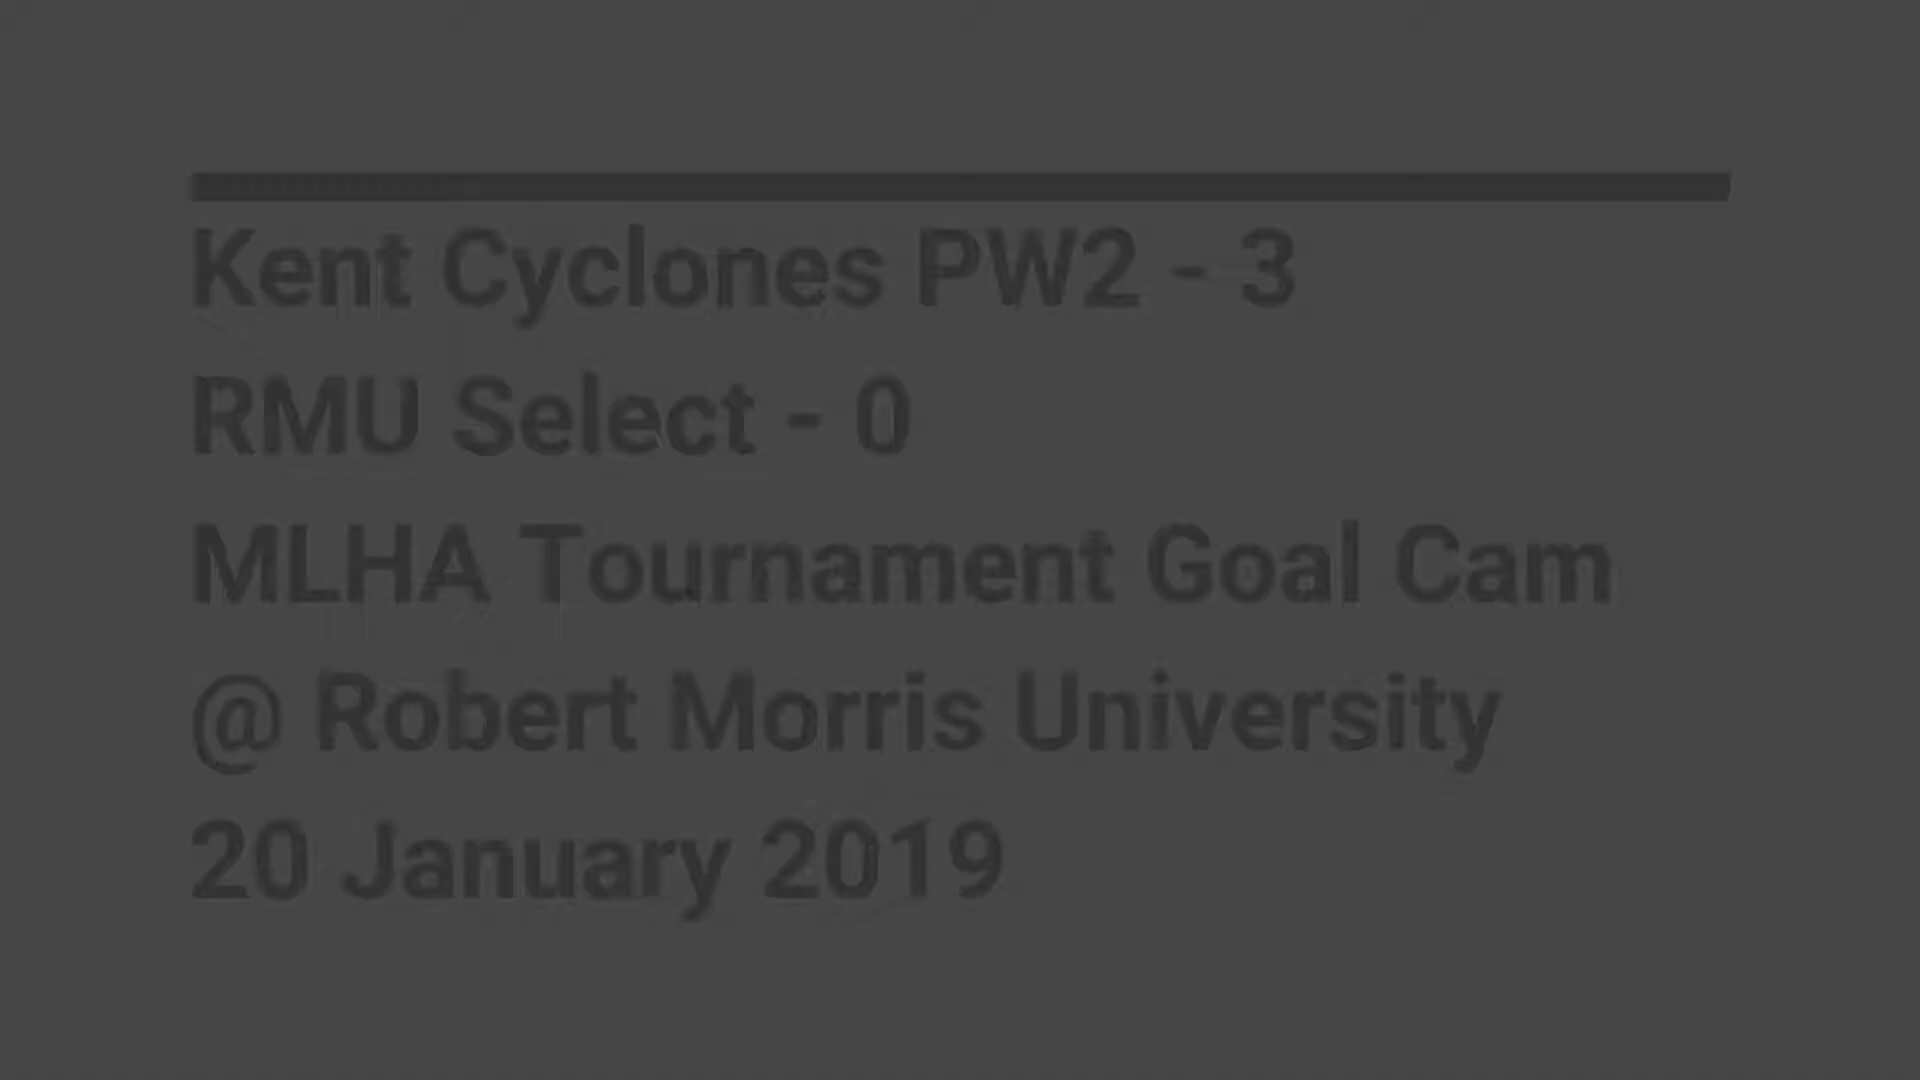 Kent Cyclones PW2 - 3
RMU Select - 0
MLHA Tournament Goal Cam
@ Robert Morris University
20 January 2019